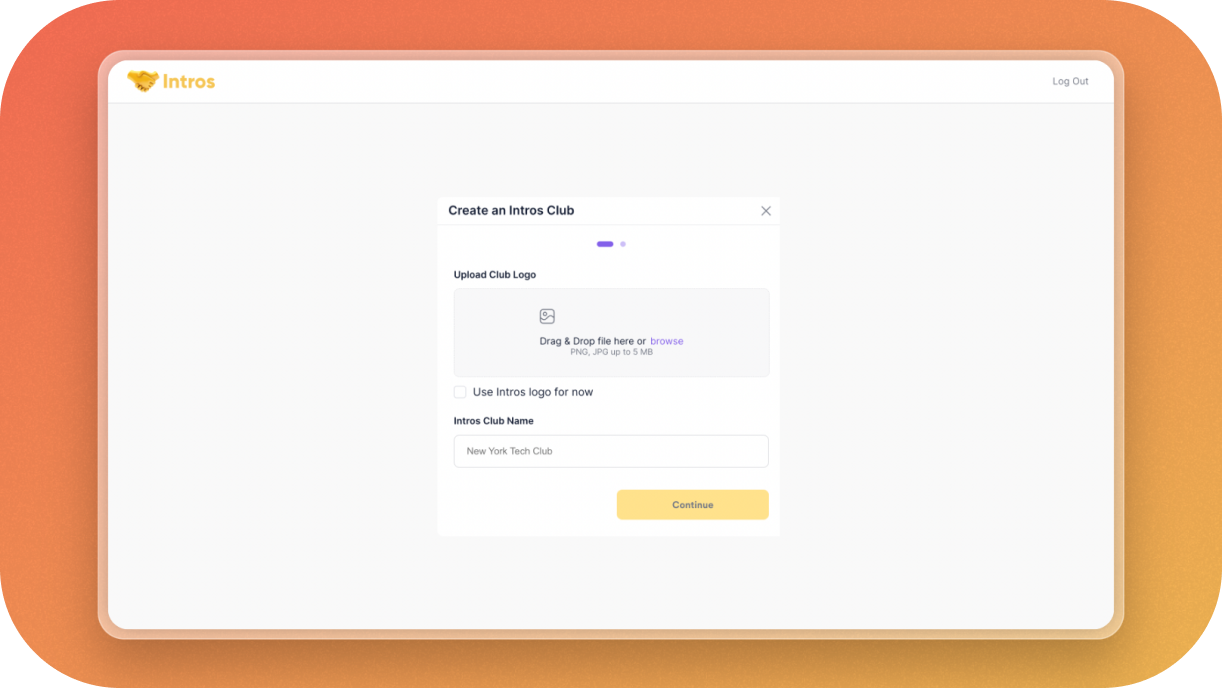 Intros
Log Out
Create an Intros Club
Upload Club Logo
Drag & Drop file here or browse
PNG, JPG up to 5 MB
Use Intros logo for now
Intros Club Name
New York Tech Club
Continue